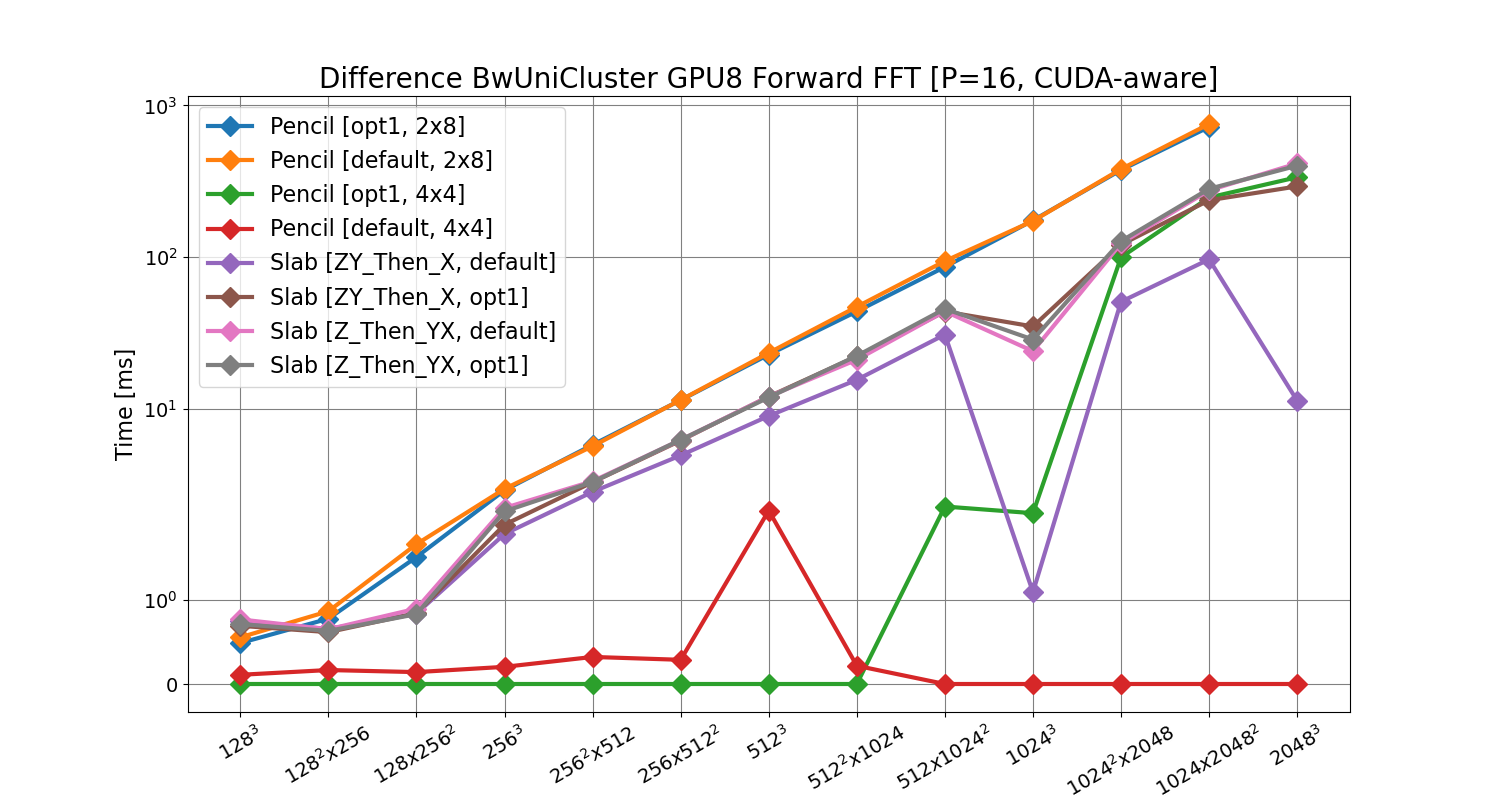 Difference BwUniCluster GPU8 Forward FFT [P=16, CUDA-aware]
Time [ms]
10³
10²
10¹
10⁰
0
Pencil [opt1, 2x8]
Pencil [default, 2x8]
Pencil [opt1, 4x4]
Pencil [default, 4x4]
Slab [ZY_Then_X, default]
Slab [ZY_Then_X, opt1]
Slab [Z_Then_YX, default]
Slab [Z_Then_YX, opt1]
128³
128²x256
128x256²
256³
256²x512
256x512²
512³
512²x1024
512x1024²
1024³
1024²x2048
1024x2048²
2048³